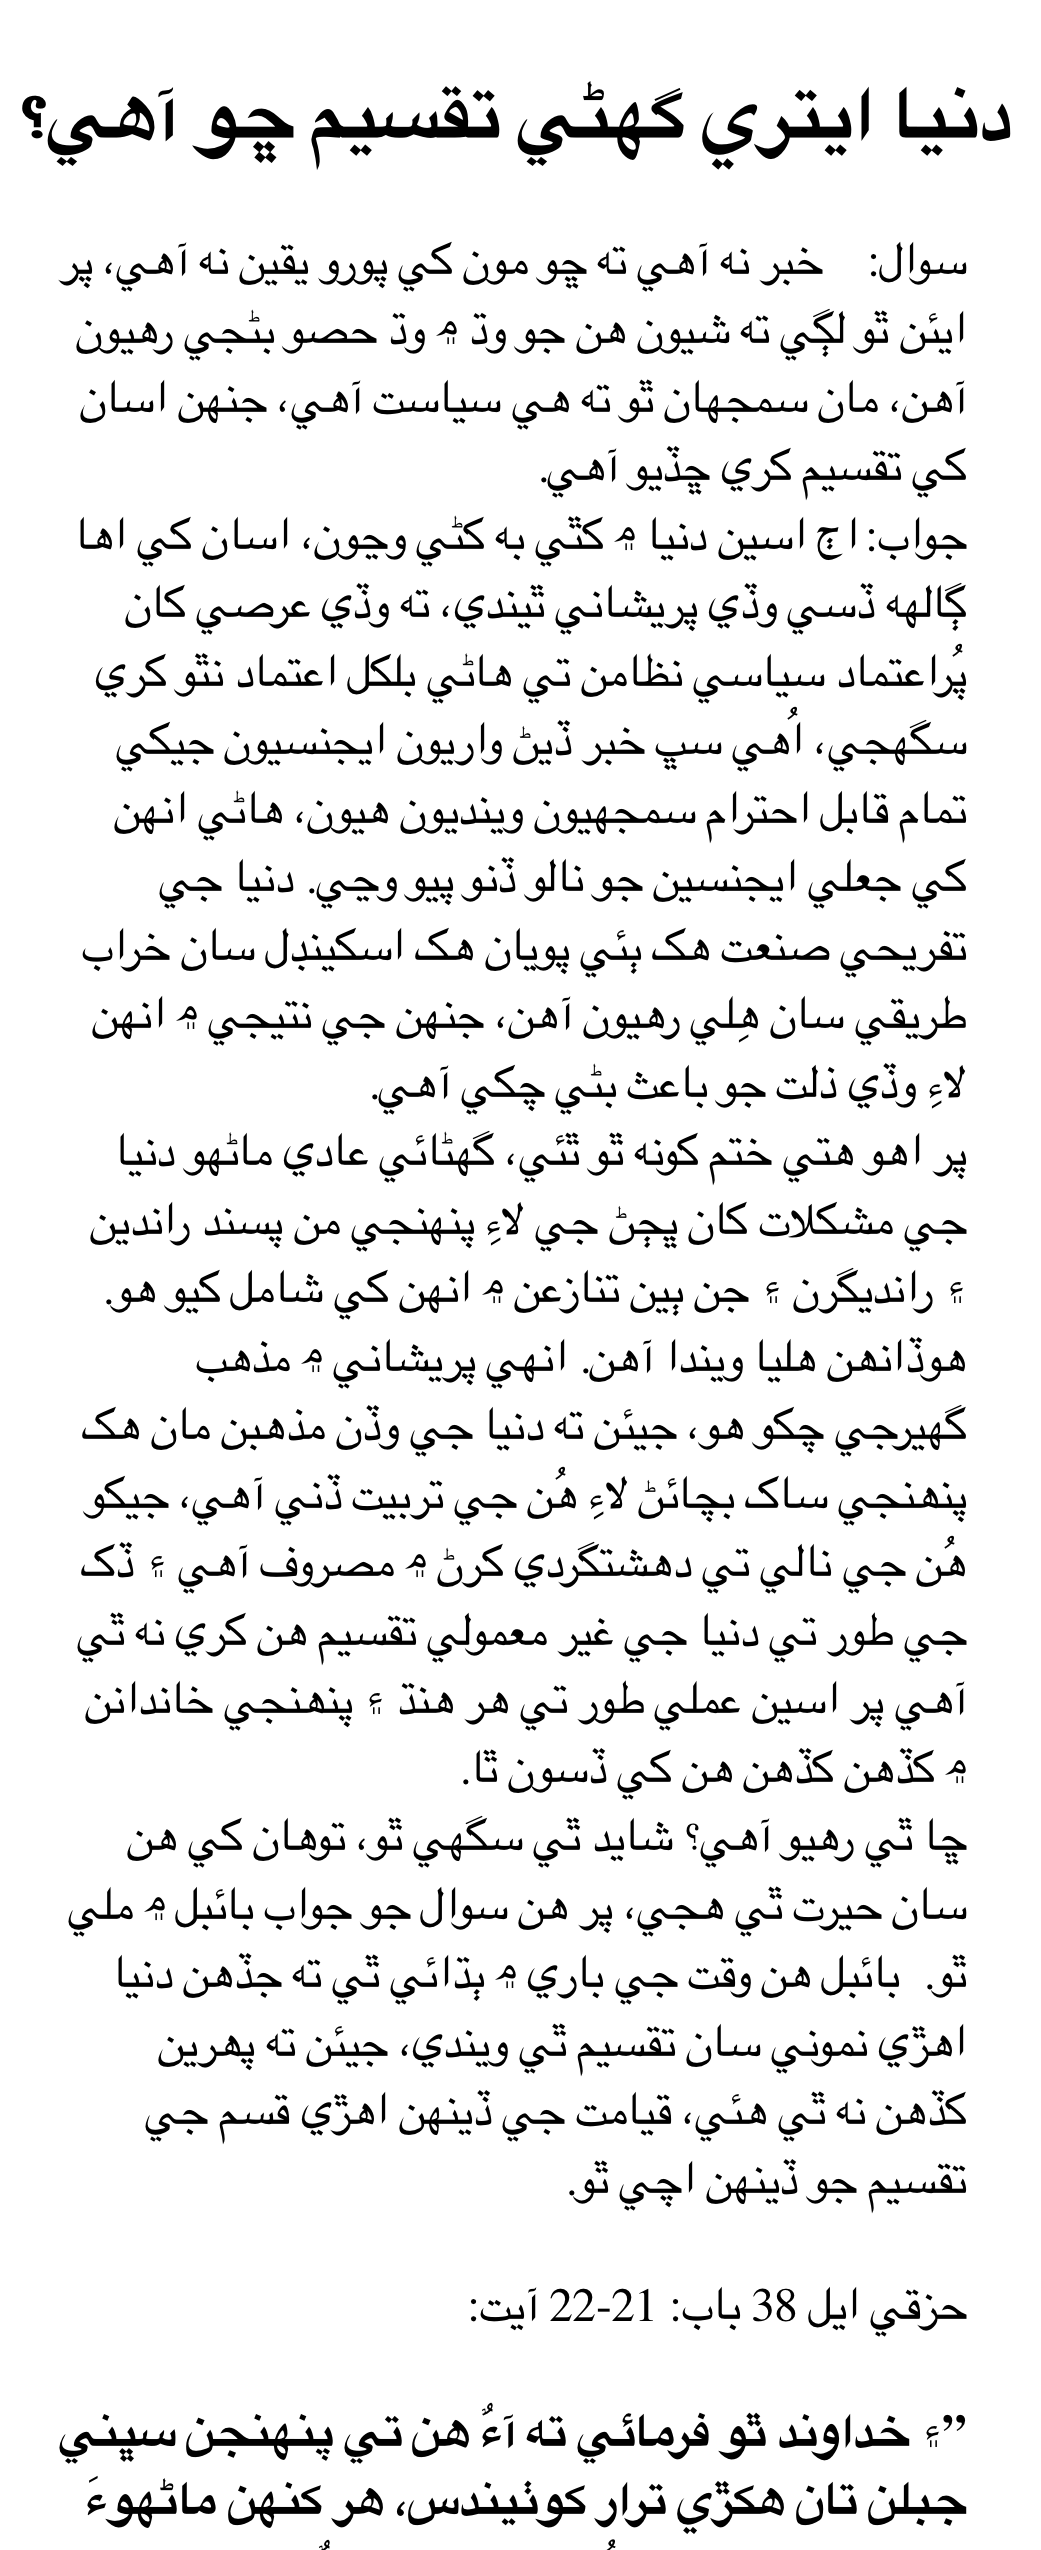 دنيا ايتري گهڻي تقسيم ڇو آهي؟
سوال: خبر نه آهي ته ڇو مون کي پورو يقين نه آهي، پر
ايئن ٿو لڳي ته شيون هن جو وڌ ۾ وڌ حصو بڻجي رهيون
آهن، مان سمجهان ٿو ته هي سياست آهي، جنهن اسان
کي تقسيم ڪري ڇڏيو آهي.
جواب: اڄ اسين دنيا ۾ ڪٿي به کڻي وڃون، اسان کي اها
ڳالهه ڏسي وڏي پريشاني ٿيندي، ته وڏي عرصي کان
پُراعتماد سياسي نظامن تي هاڻي بلڪل اعتماد نٿو ڪري
سگهجي، اُهي سڀ خبر ڏيڻ واريون ايجنسيون جيڪي
تمام قابل احترام سمجهيون وينديون هيون، هاڻي انهن
کي جعلي ايجنسين جو نالو ڏنو پيو وڃي. دنيا جي
تفريحي صنعت هڪ ٻئي پويان هڪ اسڪينڊل سان خراب
طريقي سان هِلي رهيون آهن، جنهن جي نتيجي ۾ انهن
لاءِ وڏي ذلت جو باعث بڻي چڪي آهي.
پر اهو هتي ختم ڪونه ٿو ٿئي، گهڻائي عادي ماڻهو دنيا
جي مشڪلات کان ڀڄڻ جي لاءِ پنهنجي من پسند راندين
۽ رانديگرن ۽ جن ٻين تنازعن ۾ انهن کي شامل ڪيو هو.
هوڏانهن هليا ويندا آهن. انهي پريشاني ۾ مذهب
گهيرجي چڪو هو، جيئن ته دنيا جي وڏن مذهبن مان هڪ
پنهنجي ساک بچائڻ لاءِ هُن جي تربيت ڏني آهي، جيڪو
هُن جي نالي تي دهشتگردي ڪرڻ ۾ مصروف آهي ۽ ڏک
جي طور تي دنيا جي غير معمولي تقسيم هن ڪري نه ٿي
آهي پر اسين عملي طور تي هر هنڌ ۽ پنهنجي خاندانن
۾ ڪڏهن ڪڏهن هن کي ڏسون ٿا.
ڇا ٿي رهيو آهي؟ شايد ٿي سگهي ٿو، توهان کي هن
سان حيرت ٿي هجي، پر هن سوال جو جواب بائبل ۾ ملي
ٿو. بائبل هن وقت جي باري ۾ ٻڌائي ٿي ته جڏهن دنيا
اهڙي نموني سان تقسيم ٿي ويندي، جيئن ته پهرين
ڪڏهن نه ٿي هئي، قيامت جي ڏينهن اهڙي قسم جي
تقسيم جو ڏينهن اچي ٿو.
حزقي ايل 38 باب: 21-22 آيت:
”۽ خداوند ٿو فرمائي ته آءٌ هن تي پنهنجن سڀني
جبلن تان هڪڙي ترار ڪوٺيندس، هر ڪنهن ماڻهوءَ